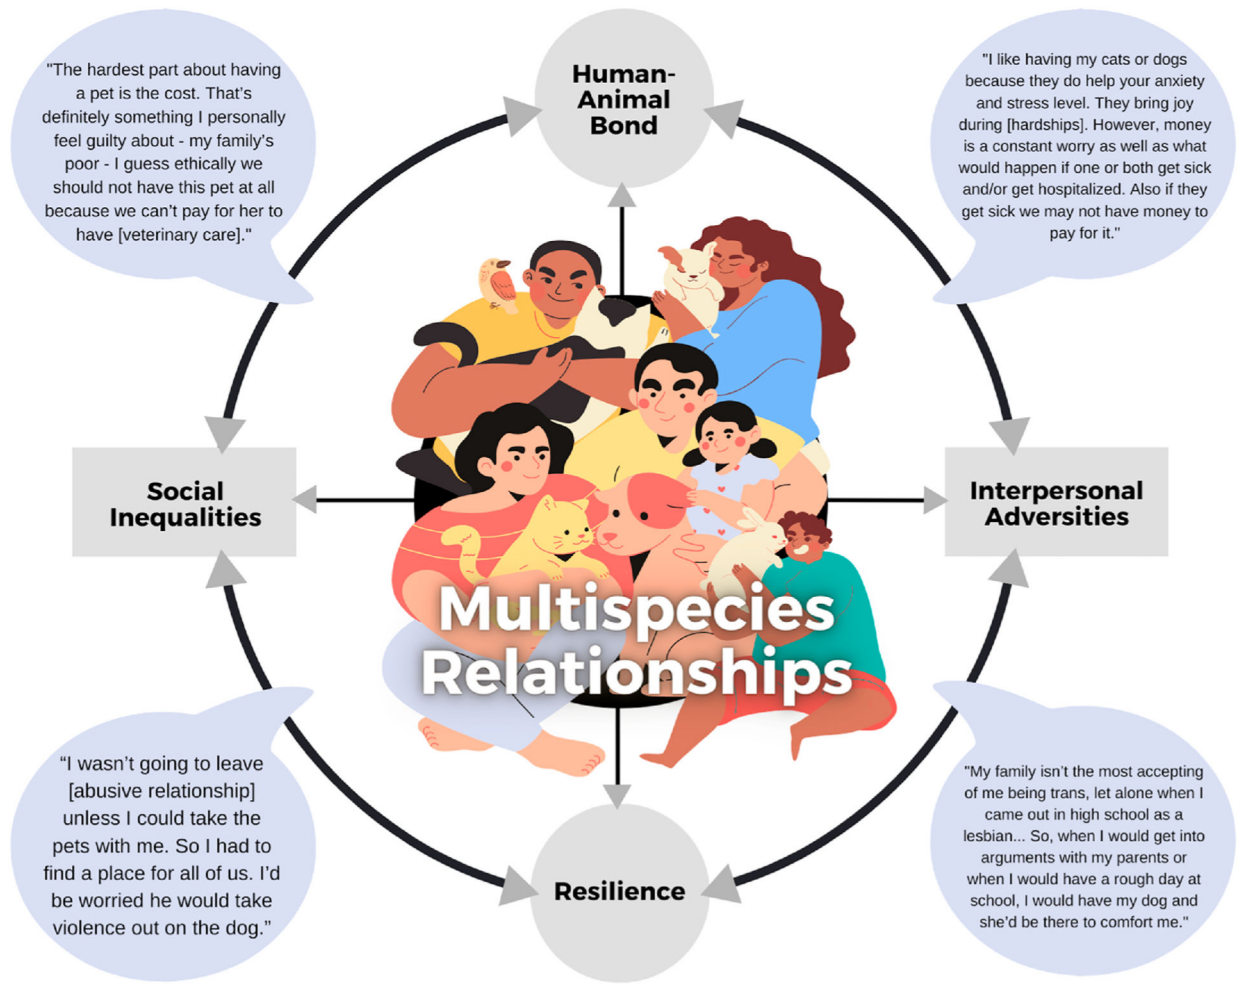 "The hardest part about having
a pet is the cost. That's
definitely something I personally
feel guilty about - my family's
poor - I guess ethically we
should not have this pet at all
because we can't pay for her to
have [veterinary care]."
Human-
Animal
Bond
"I like having my cats or dogs
because they do help your anxiety
and stress level. They bring joy
during [hardships]. However, money
is a constant worry as well as what
would happen if one or both get sick
and/or get hospitalized. Also if they
get sick we may not have money to
pay for it."
Social
Inequalities
Interpersonal
Adversities
Multispecies
Relationships
“I wasn’t going to leave
[abusive relationship]
unless I could take the
pets with me. So I had to
find a place for all of us. I’d
be worried he would take
violence out on the dog.”
Resilience
"My family isn't the most accepting
of me being trans, let alone when I
came out in high school as a
lesbian... So, when I would get into
arguments with my parents or
when I would have a rough day at
school, I would have my dog and
she'd be there to comfort me."